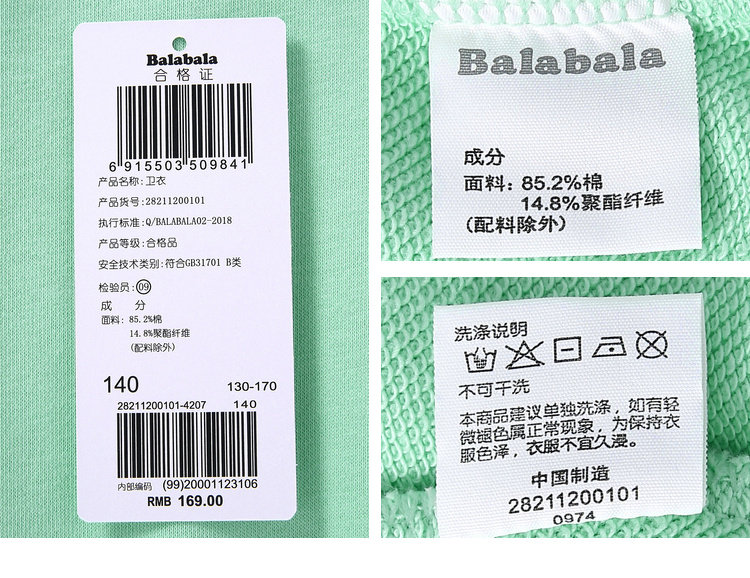 Balabala
合格证
6 915503 509841
产品名称:卫衣
产品货号:28211200101
执行标准:Q/BALABALA02-2018
产品等级:合格品
安全技术类别:符合GB31701 B类
检验员:09
成 分
面料: 85.2%棉
14.8%聚酯纤维
(配料除外)
140 130-170
28211200101-4207 140
内部编码 (99)20001123106
RMB 169.00
Balabala
成分
面料: 85.2%棉
14.8%聚酯纤维
(配料除外)
洗涤说明
不可干洗
本商品建议单独洗涤，如有轻
微褪色属正常现象，为保持衣
服色泽，衣服不宜久浸。
中国制造
28211200101
0974